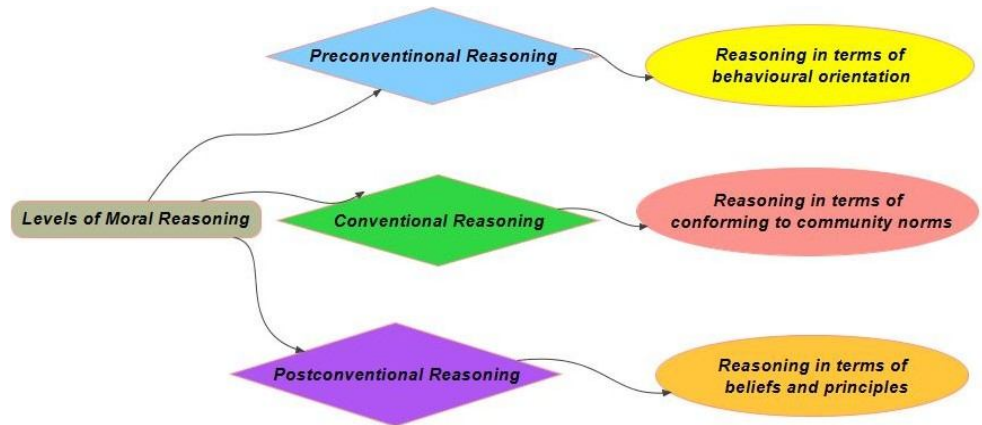 Preconventinonal Reasoning
Reasoning in terms of
behavioural orientation
Levels of Moral Reasoning
Conventional Reasoning
Reasoning in terms of
conforming to community norms
Postconventional Reasoning
Reasoning in terms of
beliefs and principles